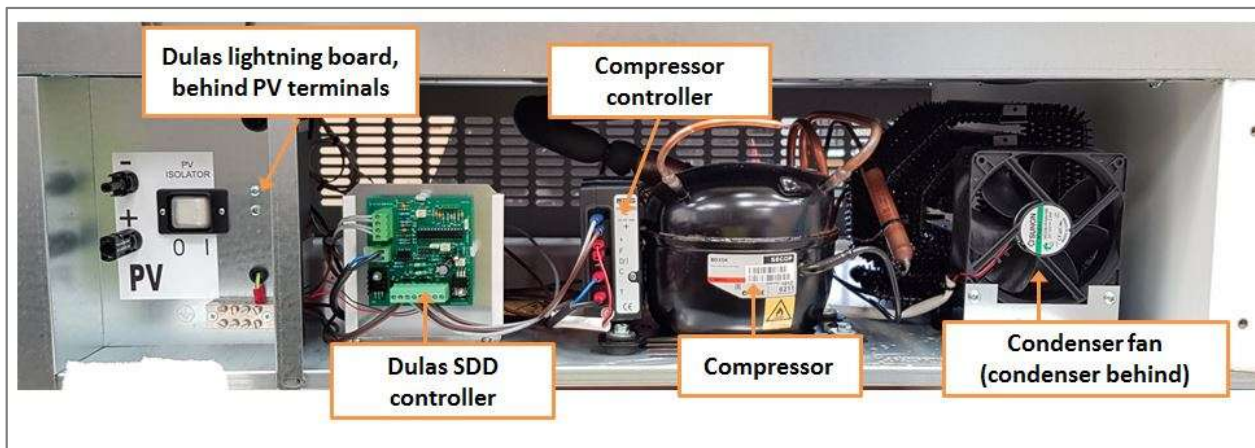 Dulas lightning board,
behind PV terminals
Compressor
controller
PV
ISOLATOR
-
+
O I
PV
SECOP
SUNON
Dulas SDD
controller
Compressor
Condenser fan
(condenser behind)